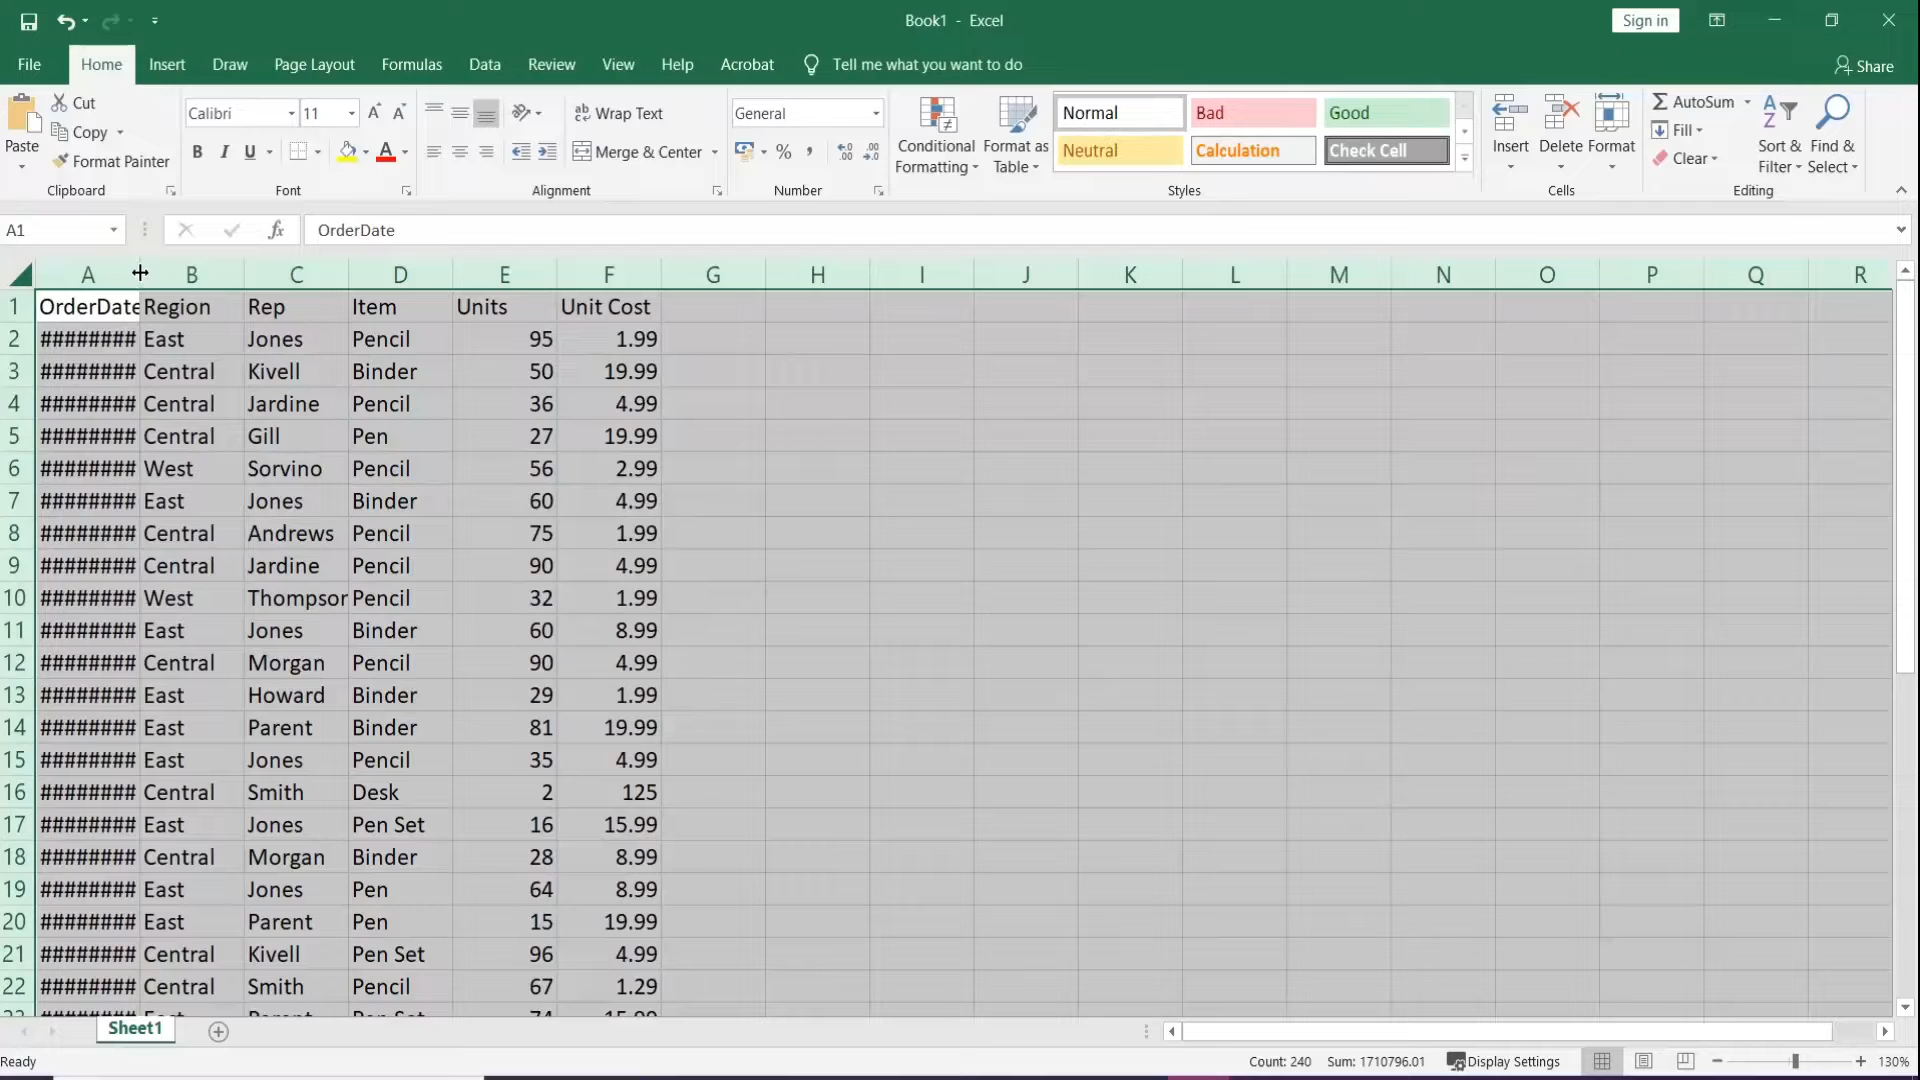 Book1 - Excel
Sign in
File Home Insert Draw Page Layout Formulas Data Review View Help Acrobat Tell me what you want to do Share
Paste Cut Copy Format Painter Clipboard
Calibri 11 B I U A Font
Wrap Text Merge & Center Alignment
General % , Number
Conditional Formatting Format as Table
Normal Bad Good
Neutral Calculation Check Cell
Styles
Insert Delete Format Cells
AutoSum Fill Clear Sort & Filter Find & Select Editing
A1 fx OrderDate
A B C D E F G H I J K L M N O P Q R
1 OrderDate Region Rep Item Units Unit Cost
2 ######## East Jones Pencil 95 1.99
3 ######## Central Kivell Binder 50 19.99
4 ######## Central Jardine Pencil 36 4.99
5 ######## Central Gill Pen 27 19.99
6 ######## West Sorvino Pencil 56 2.99
7 ######## East Jones Binder 60 4.99
8 ######## Central Andrews Pencil 75 1.99
9 ######## Central Jardine Pencil 90 4.99
10 ######## West Thompson Pencil 32 1.99
11 ######## East Jones Binder 60 8.99
12 ######## Central Morgan Pencil 90 4.99
13 ######## East Howard Binder 29 1.99
14 ######## East Parent Binder 81 19.99
15 ######## East Jones Pencil 35 4.99
16 ######## Central Smith Desk 2 125
17 ######## East Jones Pen Set 16 15.99
18 ######## Central Morgan Binder 28 8.99
19 ######## East Jones Pen 64 8.99
20 ######## East Parent Pen 15 19.99
21 ######## Central Kivell Pen Set 96 4.99
22 ######## Central Smith Pencil 67 1.29
Sheet1
Ready Count: 240 Sum: 1710796.01 Display Settings 130%